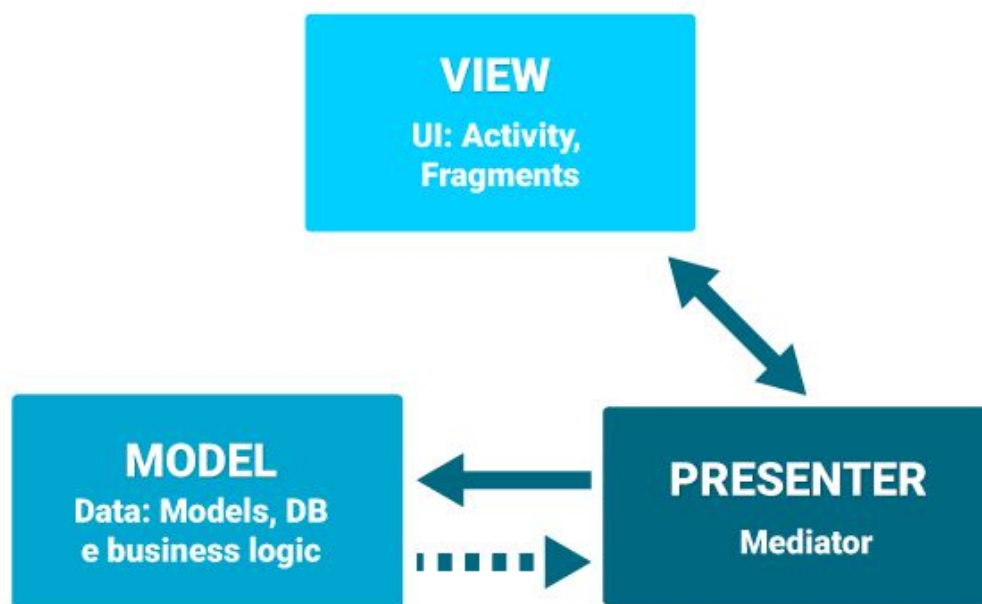 VIEW
UI: Activity,
Fragments
MODEL
Data: Models, DB
e business logic
PRESENTER
Mediator